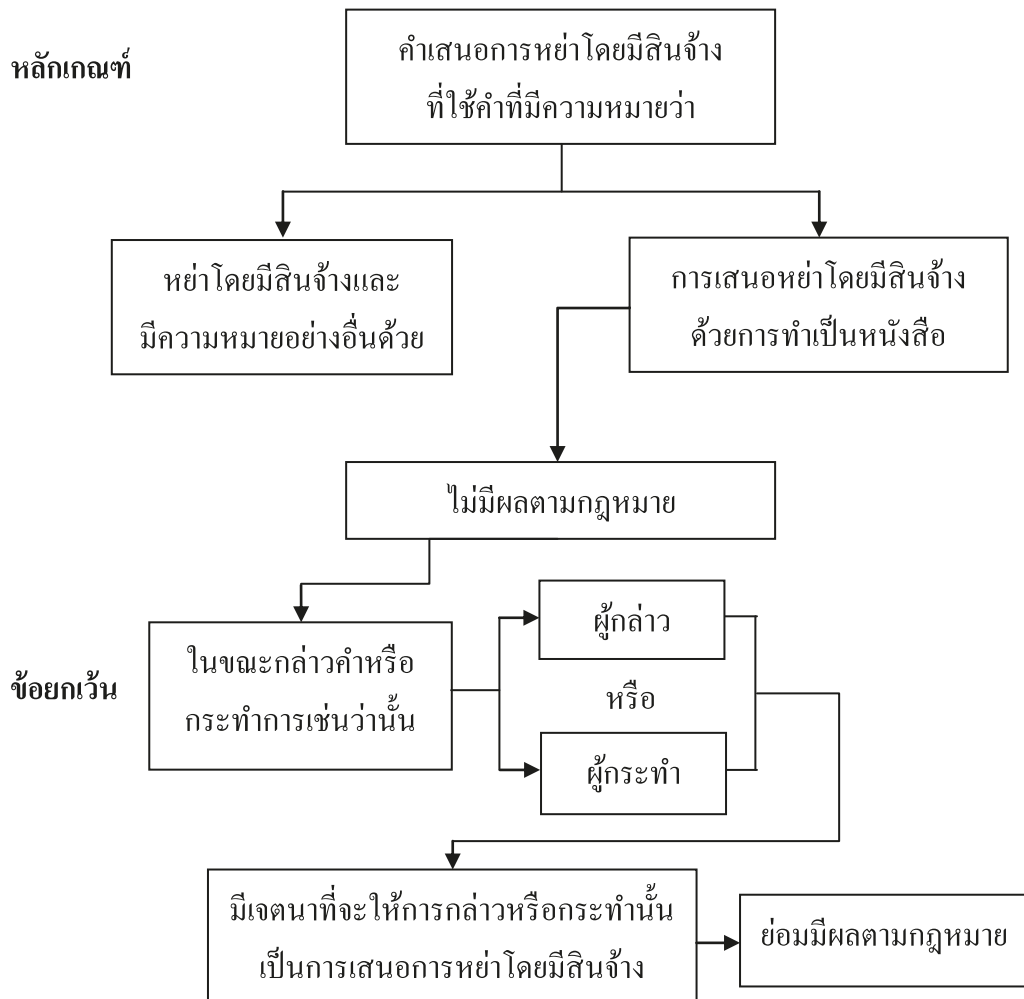 หลักเกณฑ์
คำเสนอการหย่าโดยมีสินจ้าง
ที่ใช้คำที่มีความหมายว่า
หย่าโดยมีสินจ้างและ
มีความหมายอย่างอื่นด้วย
การเสนอหย่าโดยมีสินจ้าง
ด้วยการทำเป็นหนังสือ
ไม่มีผลตามกฎหมาย
ข้อยกเว้น
ในขณะกล่าวคำหรือ
กระทำการเช่นว่านั้น
ผู้กล่าว
หรือ
ผู้กระทำ
มีเจตนาที่จะให้การกล่าวหรือกระทำนั้น
เป็นการเสนอการหย่าโดยมีสินจ้าง
ย่อมมีผลตามกฎหมาย